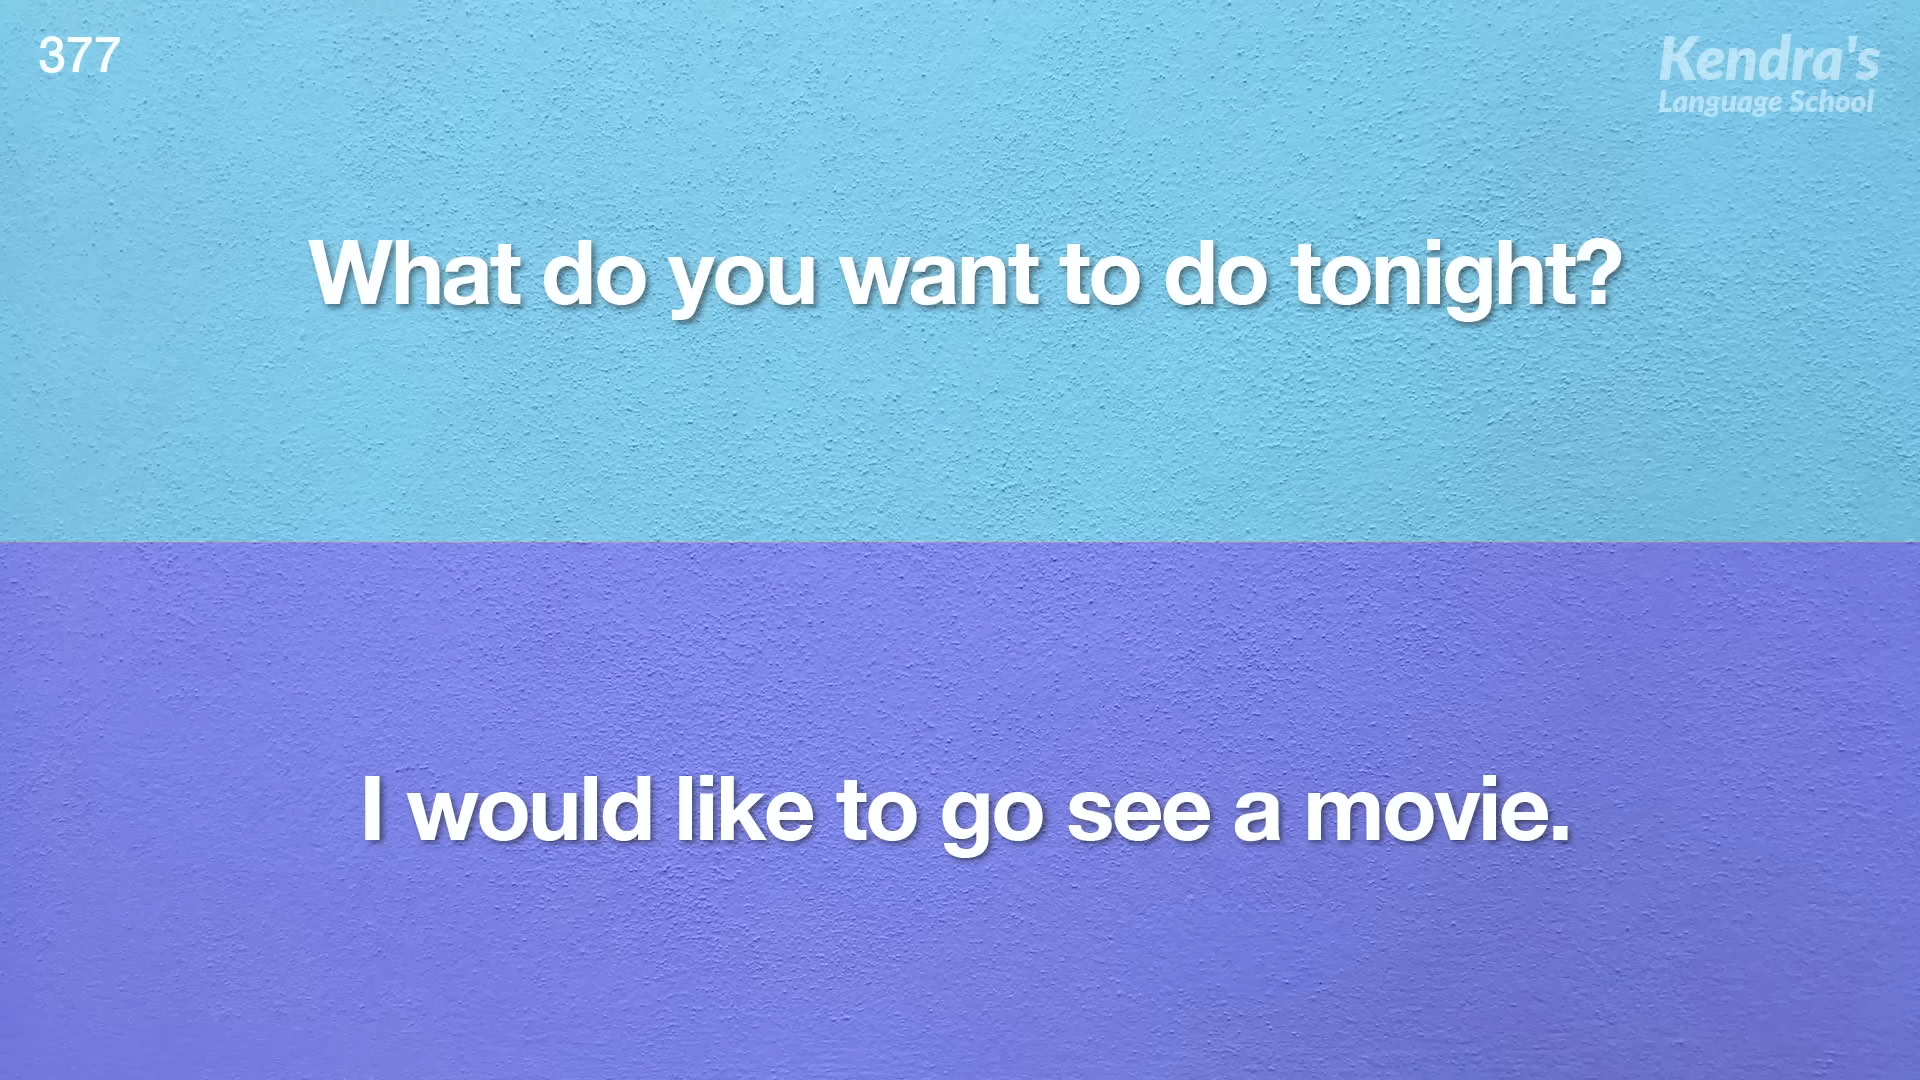 377
Kendra's
Language School
What do you want to do tonight?
I would like to go see a movie.